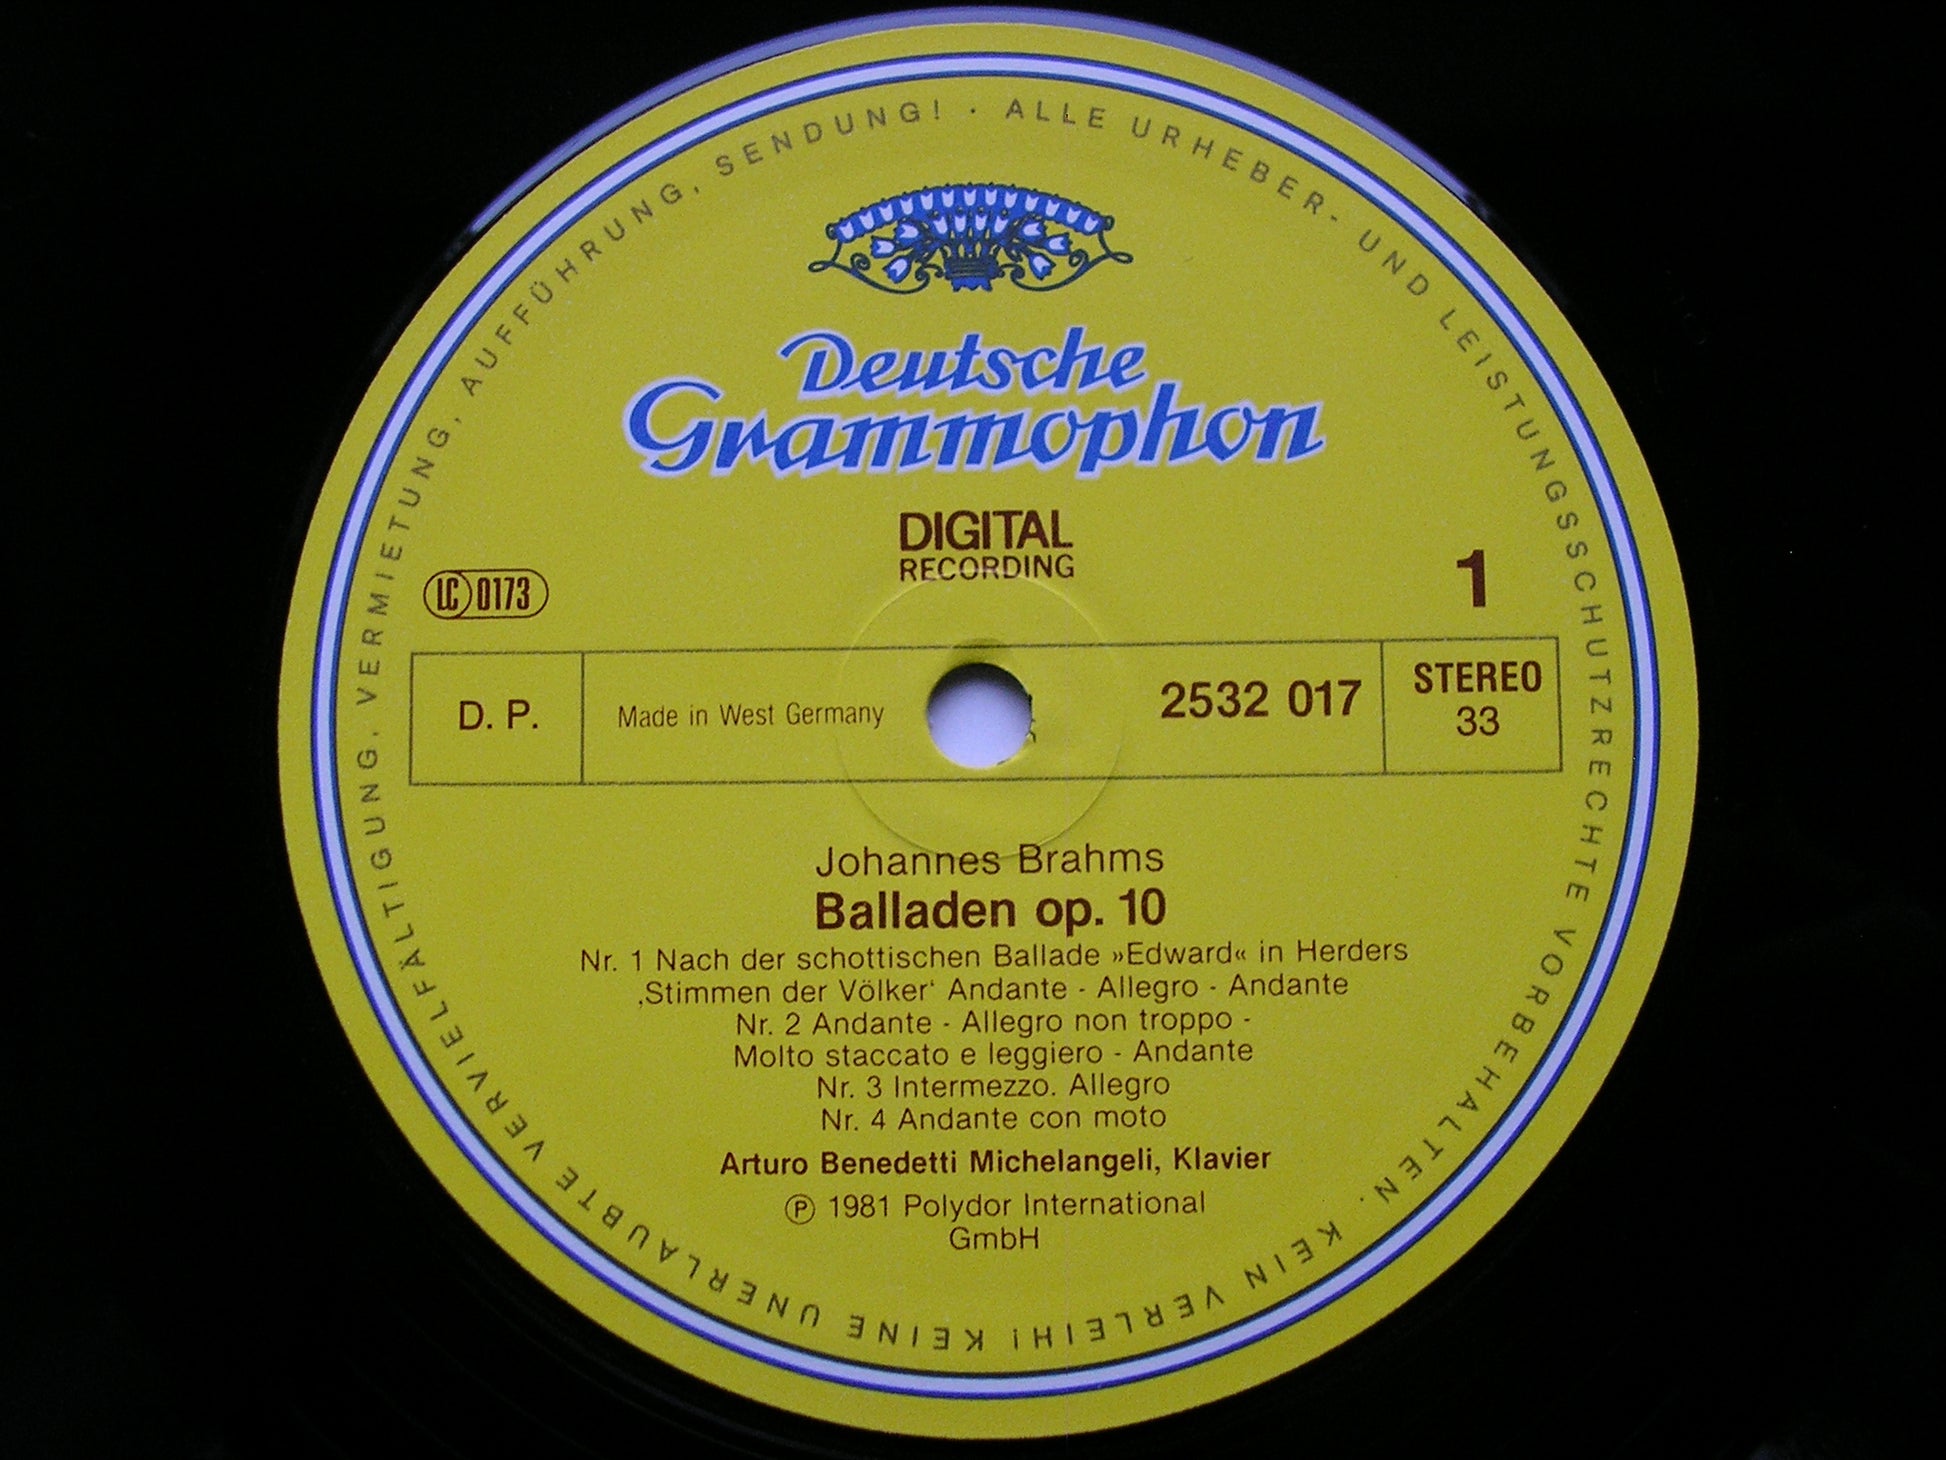 ALLE URHEBER- UND LEISTUNGSSCHUTZRECHTE VORBEHALTEN. KEIN VERLEIH! KEINE UNERLAUBTE VERVIELFÄLTIGUNG, VERMIETUNG, AUFFÜHRUNG, SENDUNG! ·
Deutsche
Grammophon
DIGITAL
RECORDING
LC 0173
1
D. P.
Made in West Germany
2532 017
STEREO
33
Johannes Brahms
Balladen op. 10
Nr. 1 Nach der schottischen Ballade »Edward« in Herders
‚Stimmen der Völker‘ Andante - Allegro - Andante
Nr. 2 Andante - Allegro non troppo -
Molto staccato e leggiero - Andante
Nr. 3 Intermezzo. Allegro
Nr. 4 Andante con moto
Arturo Benedetti Michelangeli, Klavier
℗ 1981 Polydor International
GmbH